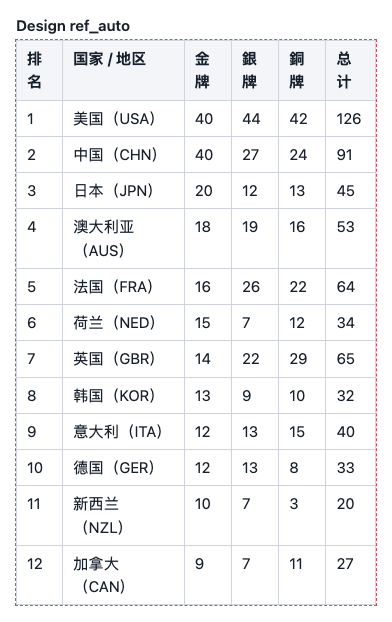 Design ref_auto
排名 国家 / 地区 金牌 銀牌 銅牌 总计
1 美国（USA） 40 44 42 126
2 中国（CHN） 40 27 24 91
3 日本（JPN） 20 12 13 45
4 澳大利亚（AUS） 18 19 16 53
5 法国（FRA） 16 26 22 64
6 荷兰（NED） 15 7 12 34
7 英国（GBR） 14 22 29 65
8 韩国（KOR） 13 9 10 32
9 意大利（ITA） 12 13 15 40
10 德国（GER） 12 13 8 33
11 新西兰（NZL） 10 7 3 20
12 加拿大（CAN） 9 7 11 27